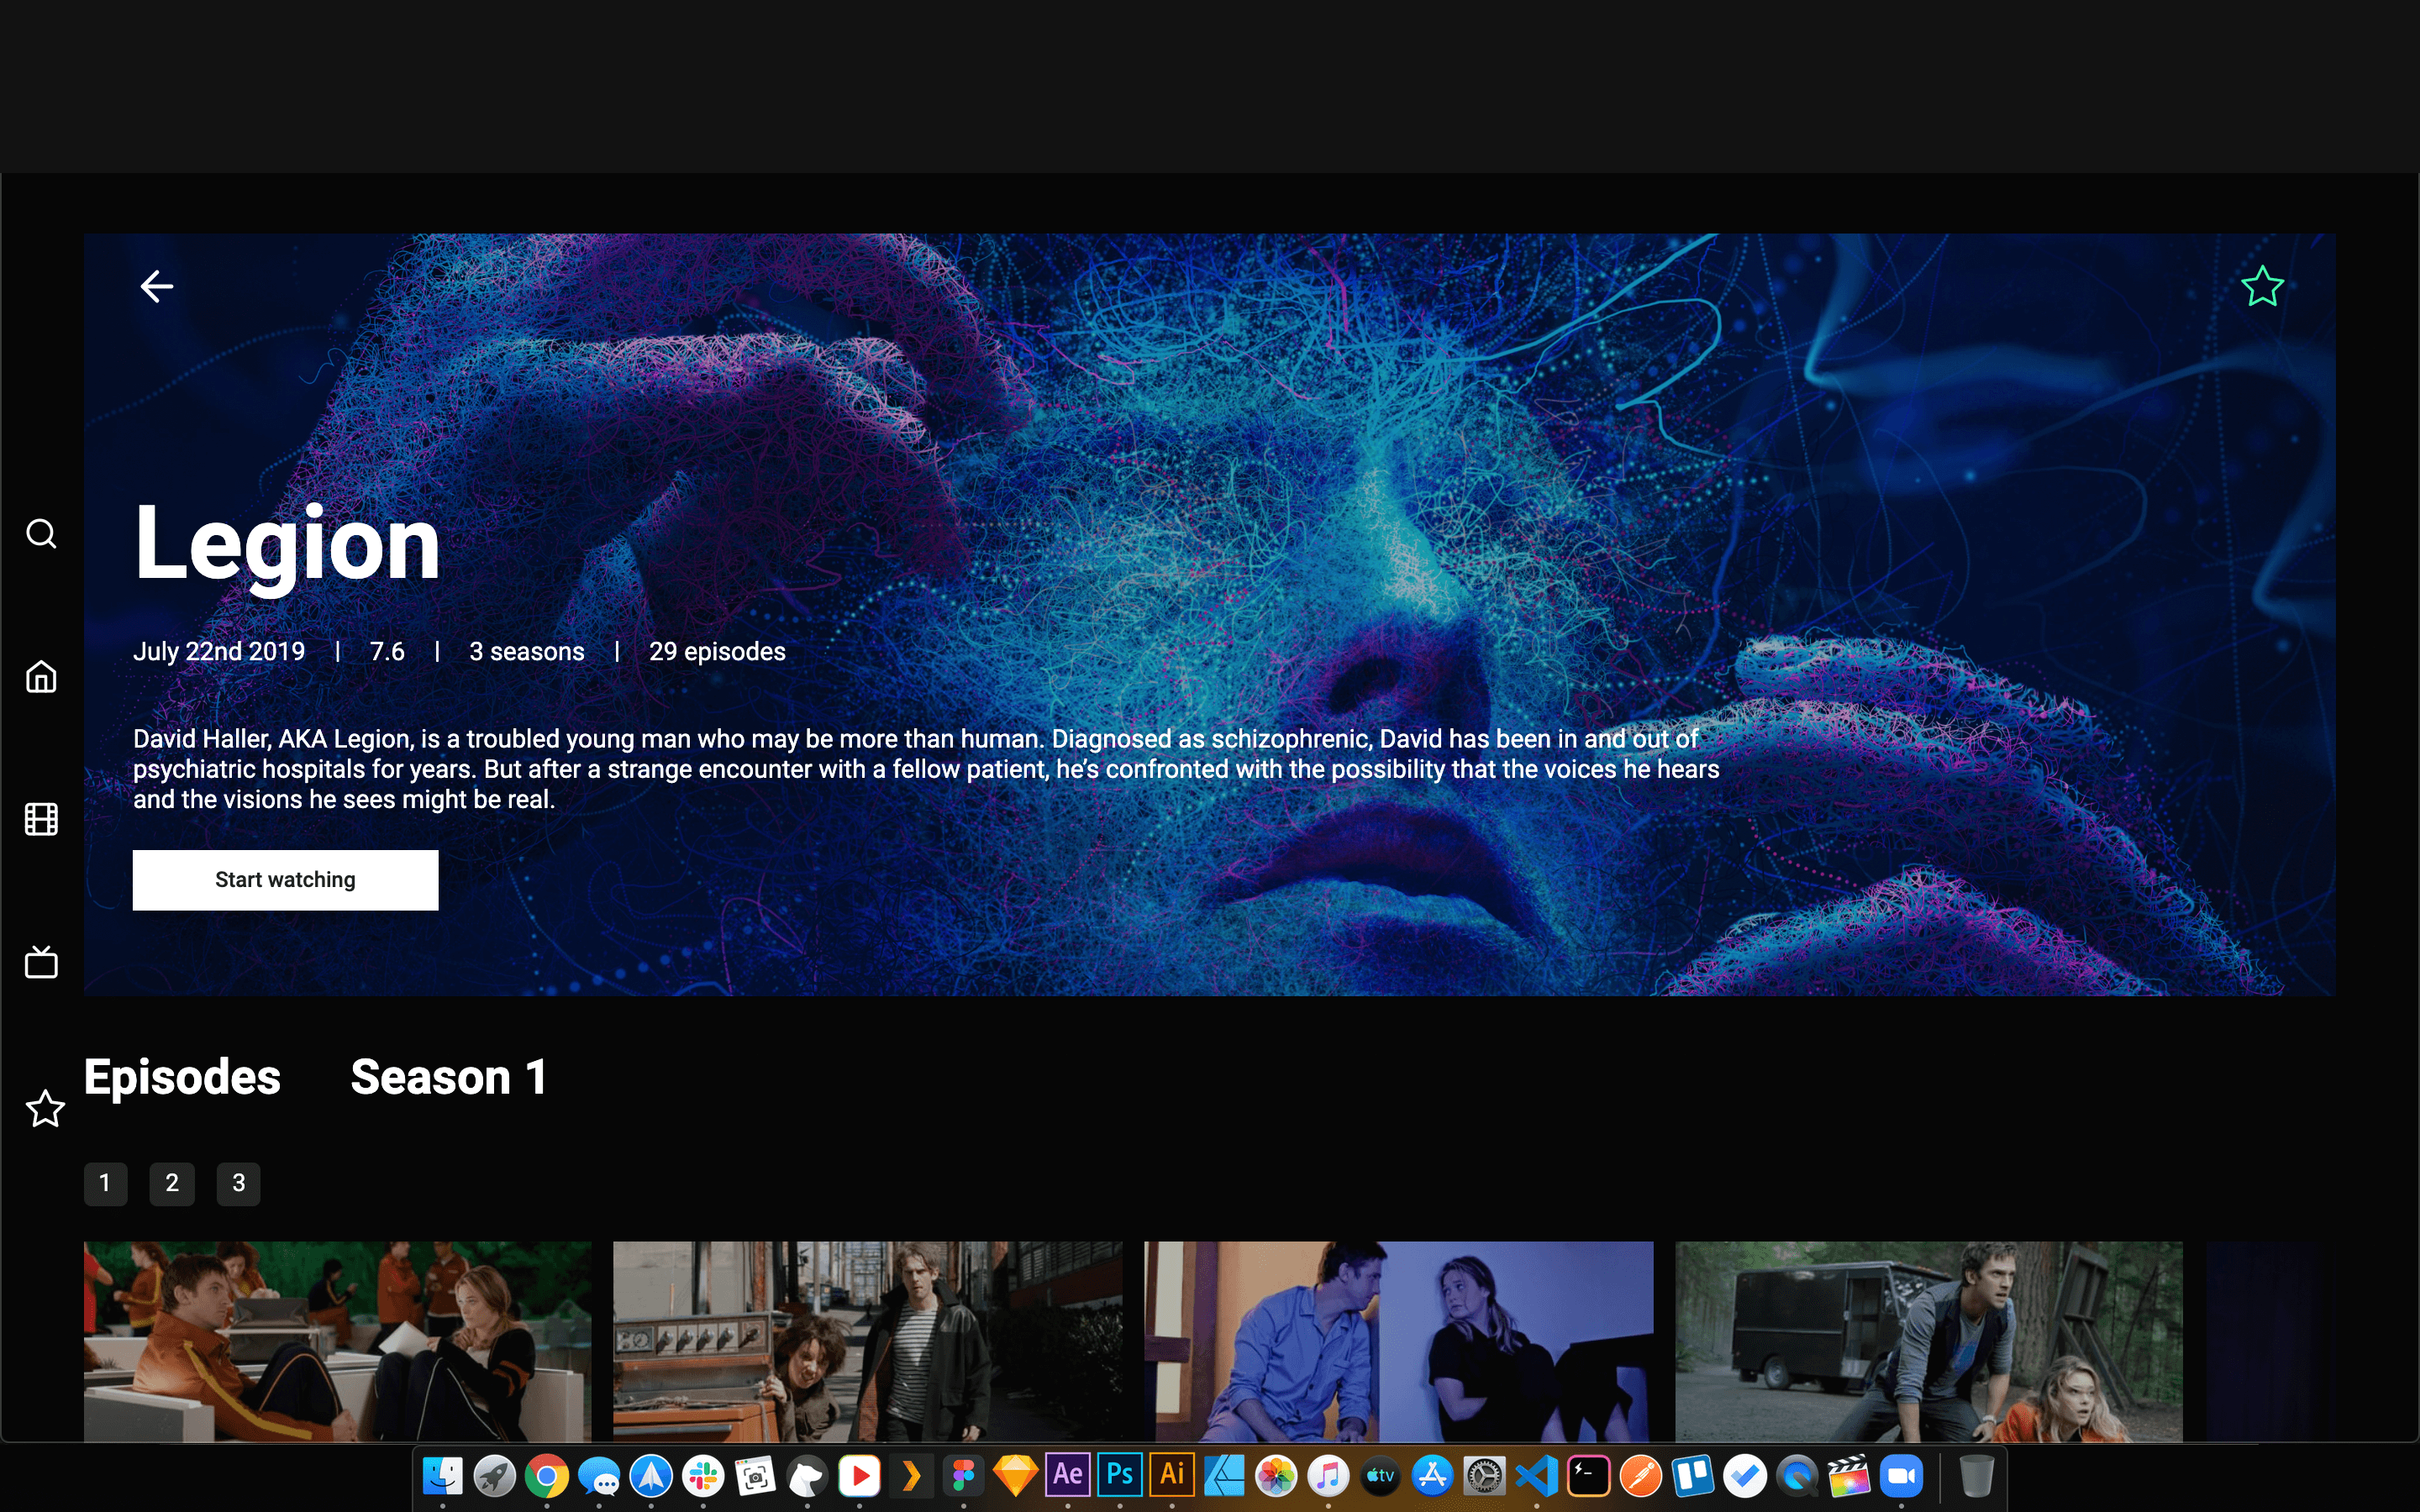 Legion
July 22nd 2019 | 7.6 | 3 seasons | 29 episodes
David Haller, AKA Legion, is a troubled young man who may be more than human. Diagnosed as schizophrenic, David has been in and out of
psychiatric hospitals for years. But after a strange encounter with a fellow patient, he’s confronted with the possibility that the voices he hears
and the visions he sees might be real.
Start watching
Episodes Season 1
1 2 3
Ae Ps Ai tv